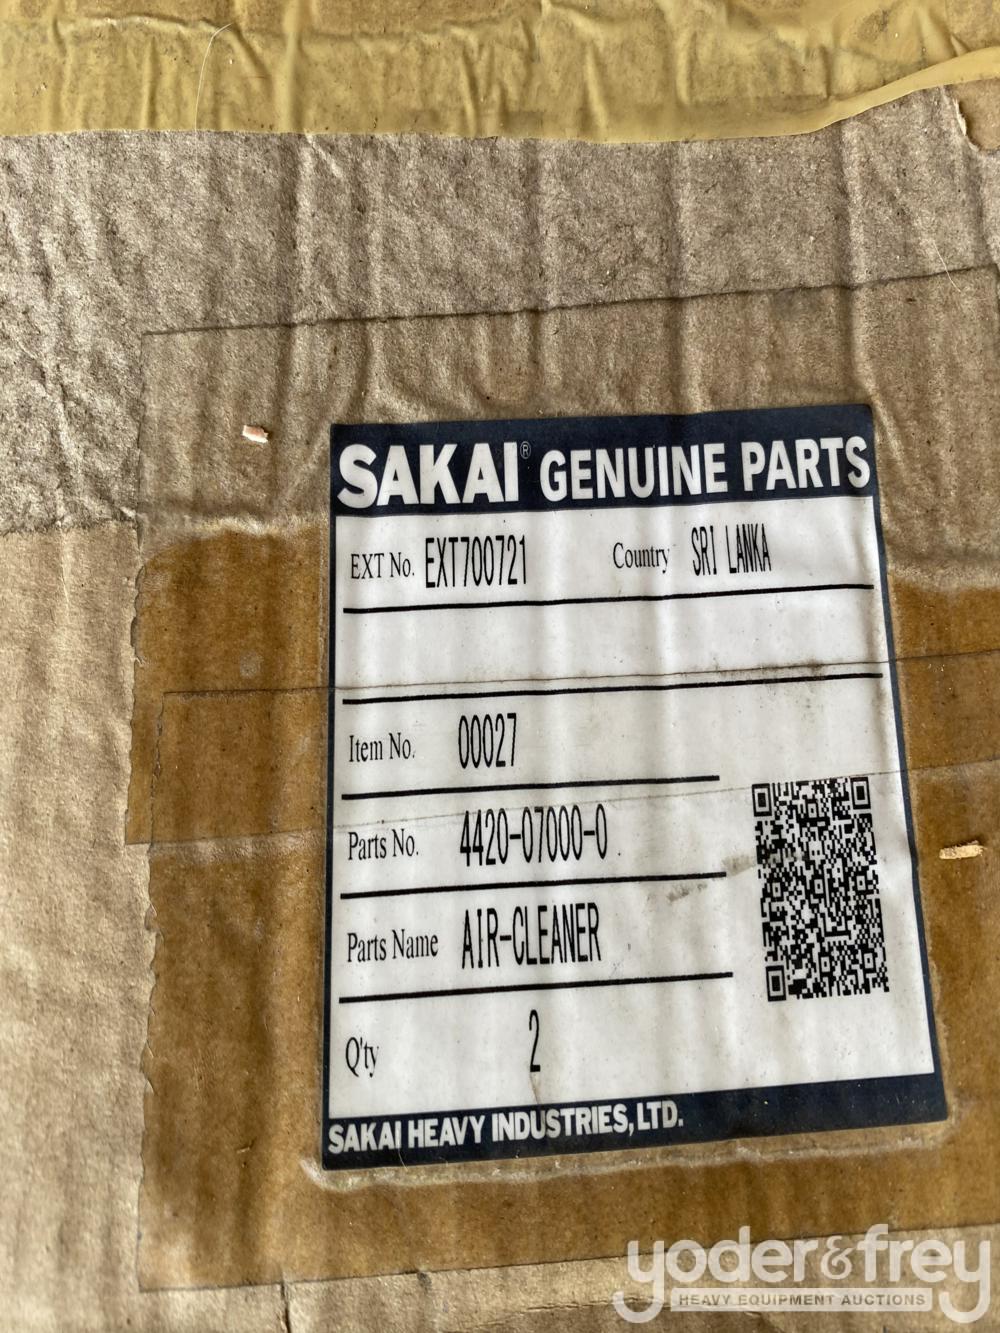 SAKAI® GENUINE PARTS
EXT No. EXT700721 Country SRI LANKA
Item No. 00027
Parts No. 4420-07000-0
Parts Name AIR-CLEANER
Q'ty 2
SAKAI HEAVY INDUSTRIES, LTD.
yoder&frey
HEAVY EQUIPMENT AUCTIONS